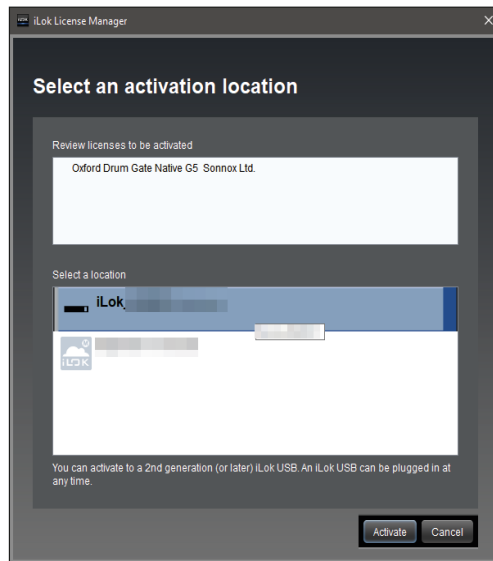 iLok License Manager
Select an activation location
Review licenses to be activated
Oxford Drum Gate Native G5 Sonnox Ltd.
Select a location
iLok_
iLOK
You can activate to a 2nd generation (or later) iLok USB. An iLok USB can be plugged in at
any time.
Activate Cancel